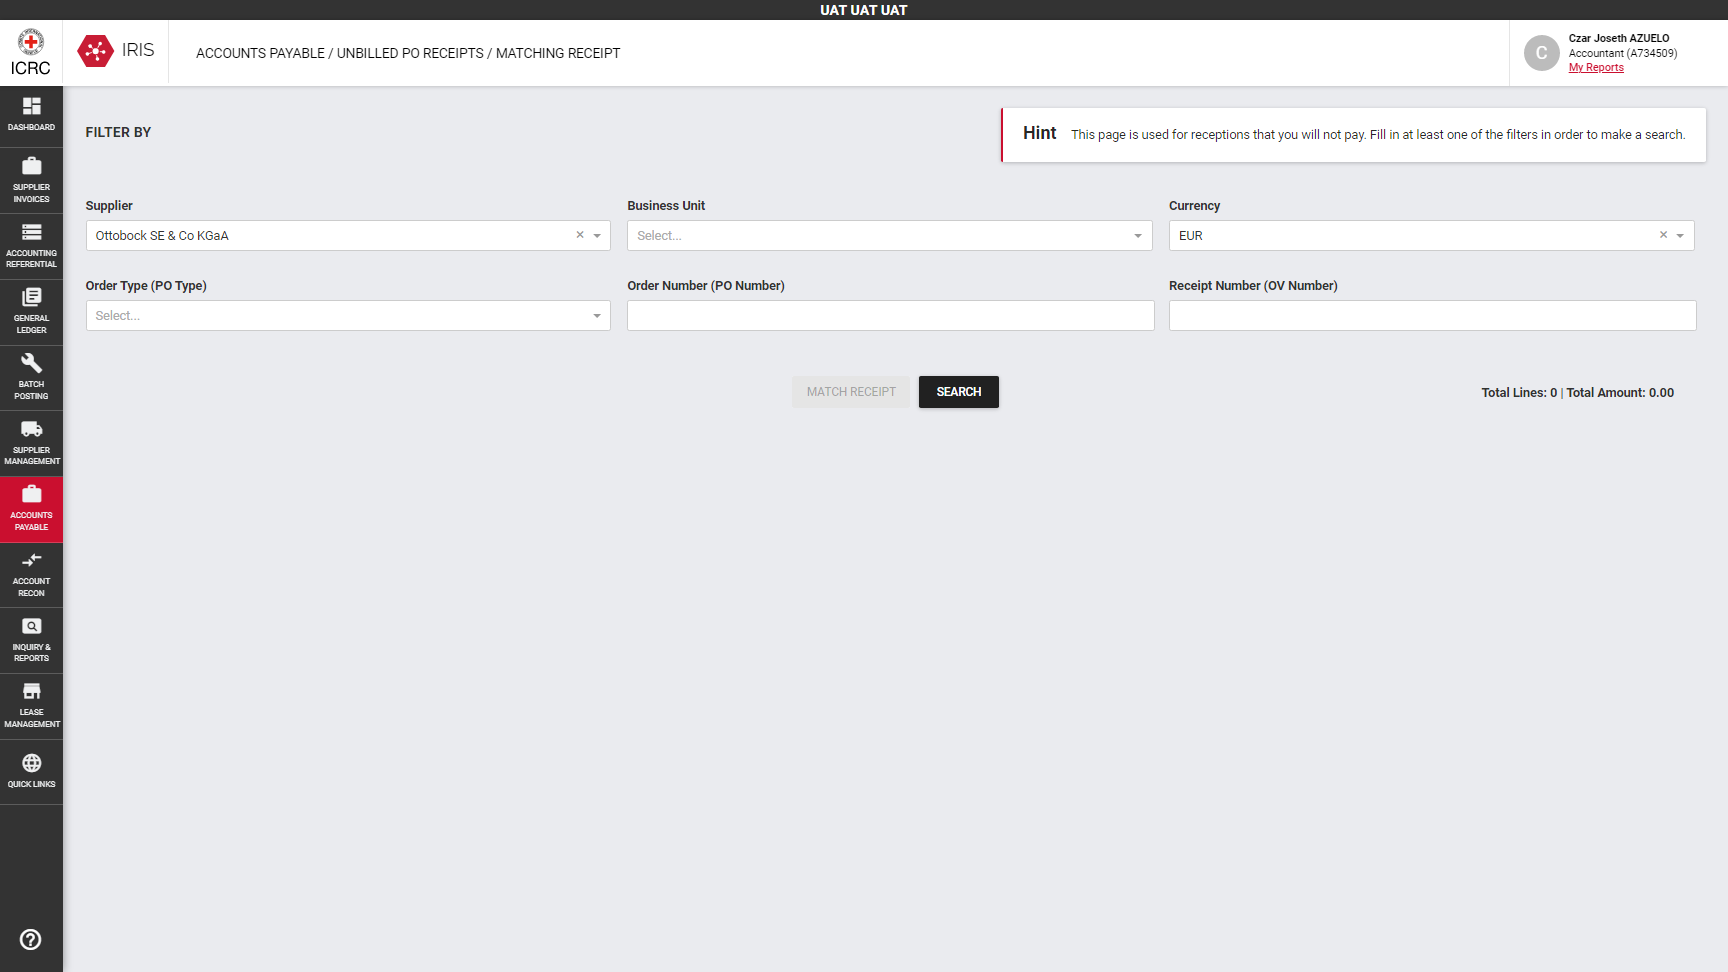 UAT UAT UAT
ICRC
IRIS
ACCOUNTS PAYABLE / UNBILLED PO RECEIPTS / MATCHING RECEIPT
C
Czar Joseth AZUELO
Accountant (A734509)
My Reports
DASHBOARD
SUPPLIER
INVOICES
ACCOUNTING
REFERENTIAL
GENERAL
LEDGER
BATCH
POSTING
SUPPLIER
MANAGEMENT
ACCOUNTS
PAYABLE
ACCOUNT
RECON
INQUIRY &
REPORTS
LEASE
MANAGEMENT
QUICK LINKS
FILTER BY
Hint This page is used for receptions that you will not pay. Fill in at least one of the filters in order to make a search.
Supplier
Ottobock SE & Co KGaA
Business Unit
Select...
Currency
EUR
Order Type (PO Type)
Select...
Order Number (PO Number)
Receipt Number (OV Number)
MATCH RECEIPT
SEARCH
Total Lines: 0 | Total Amount: 0.00